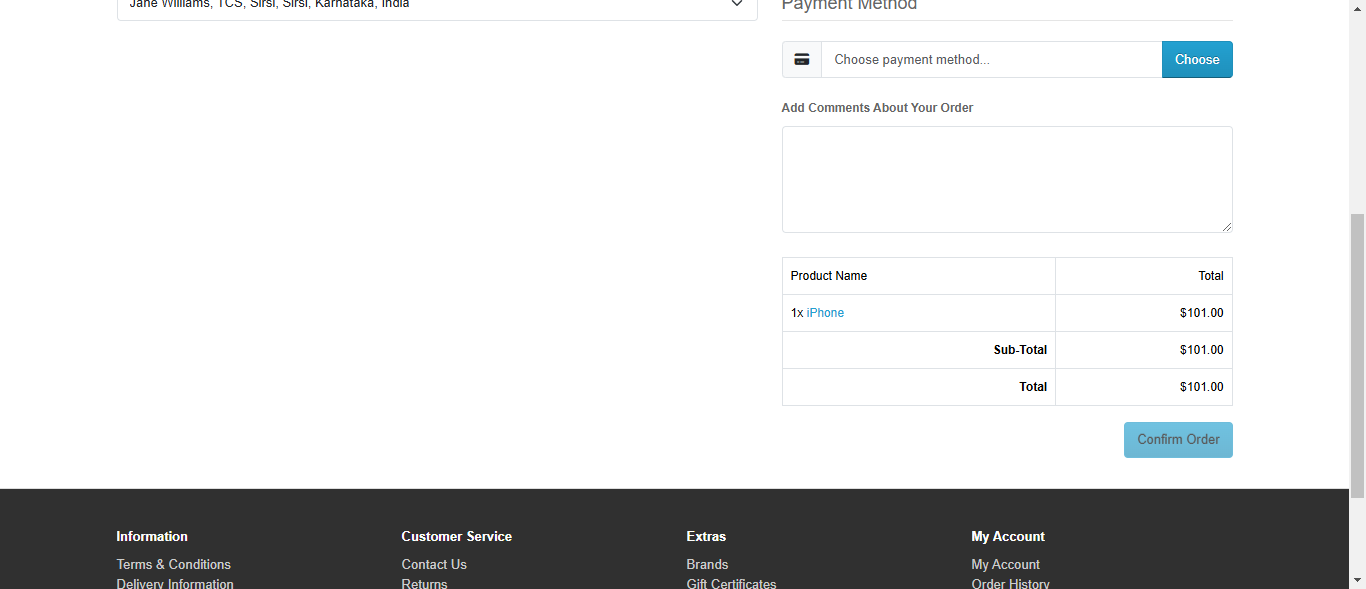 Jane Williams, TCS, Sirsi, Sirsi, Karnataka, India
Payment Method
Choose payment method...
Choose
Add Comments About Your Order
Product Name Total
1x iPhone $101.00
Sub-Total $101.00
Total $101.00
Confirm Order
Information Customer Service Extras My Account
Terms & Conditions Contact Us Brands My Account
Delivery Information Returns Gift Certificates Order History